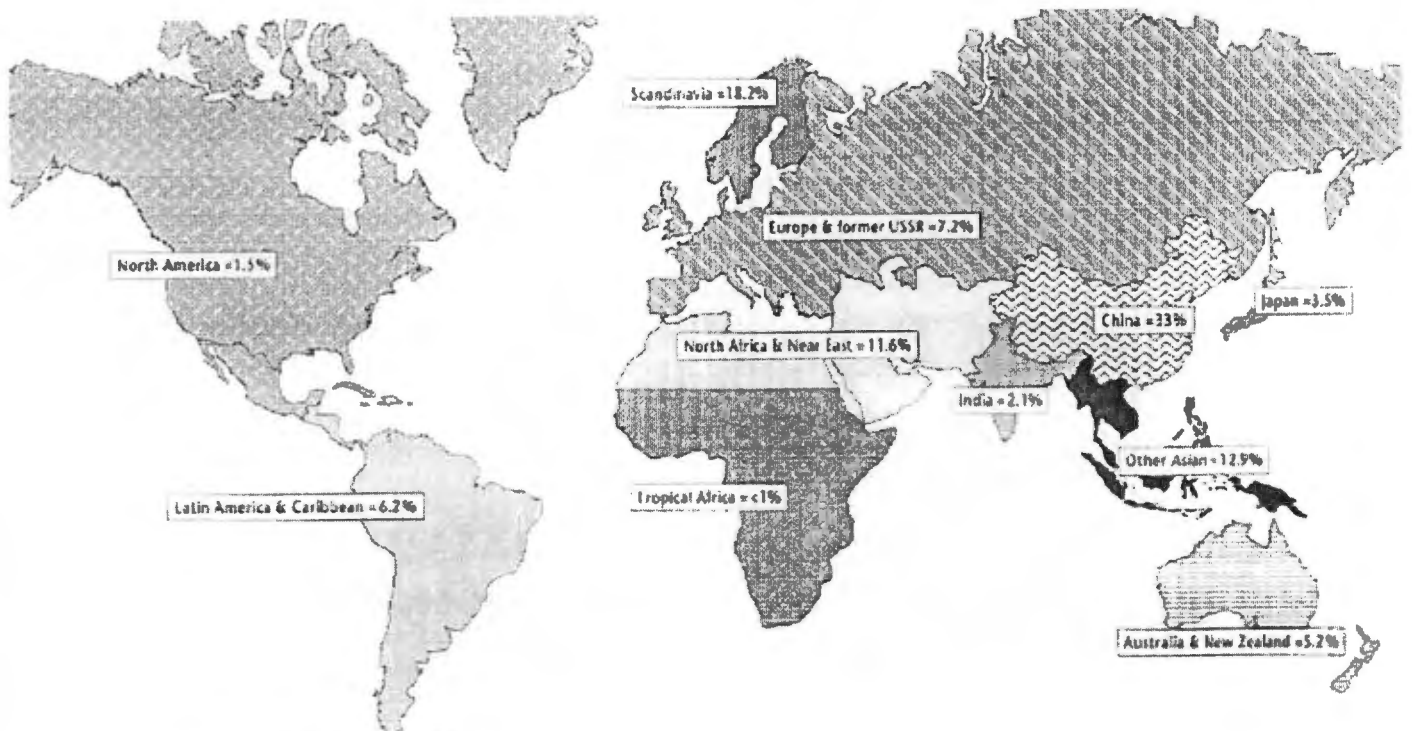 Scandinavia =18.2%
Europe & former USSR =7.2%
North America =1.5%
Japan =3.5%
China =33%
North Africa & Near East =11.6%
India =2.1%
Other Asian =12.9%
Tropical Africa =<1%
Latin America & Caribbean =6.2%
Australia & New Zealand =5.2%